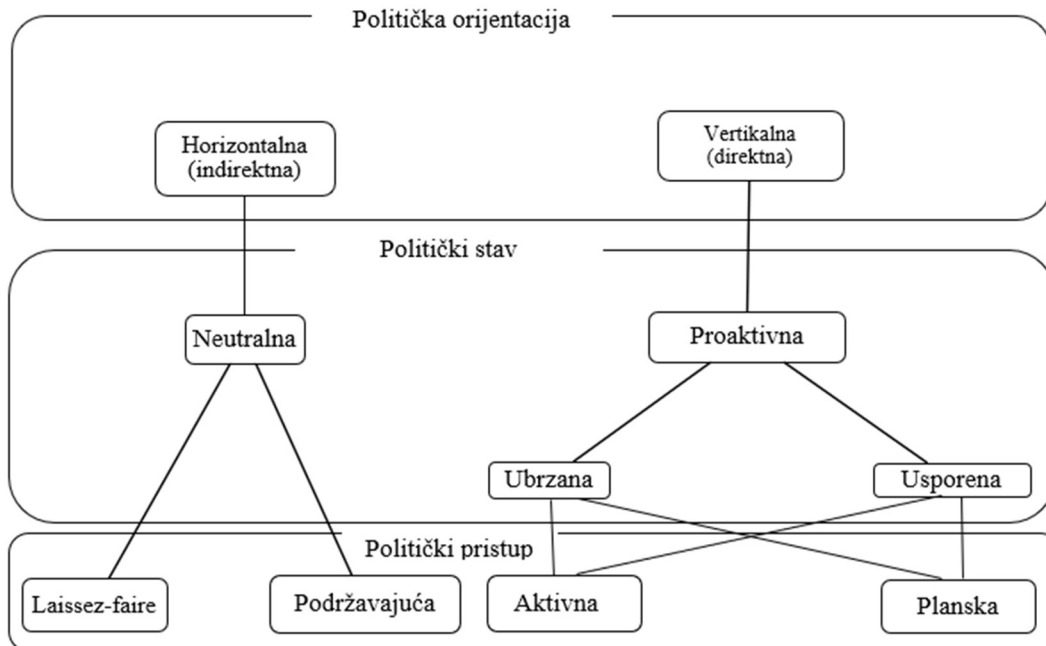 Politička orijentacija
Horizontalna
(indirektna)
Vertikalna
(direktna)
Politički stav
Neutralna
Proaktivna
Ubrzana
Usporena
Politički pristup
Laissez-faire
Podržavajuća
Aktivna
Planska